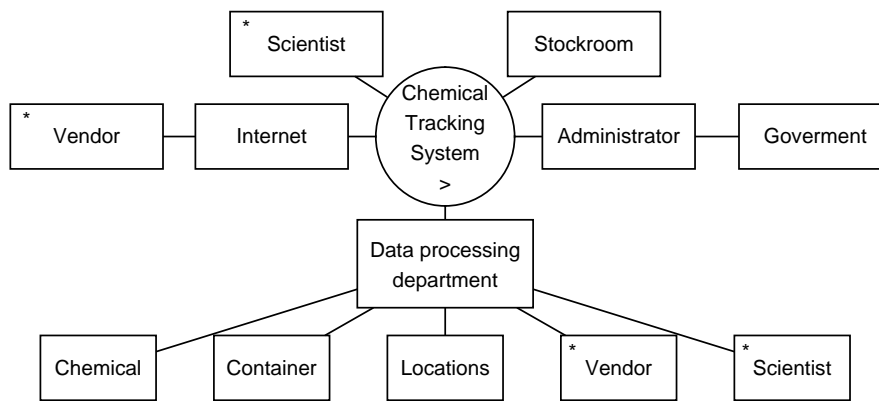 * Scientist
Stockroom
Chemical
Tracking
System
>
* Vendor
Internet
Administrator
Goverment
Data processing
department
Chemical
Container
Locations
* Vendor
* Scientist